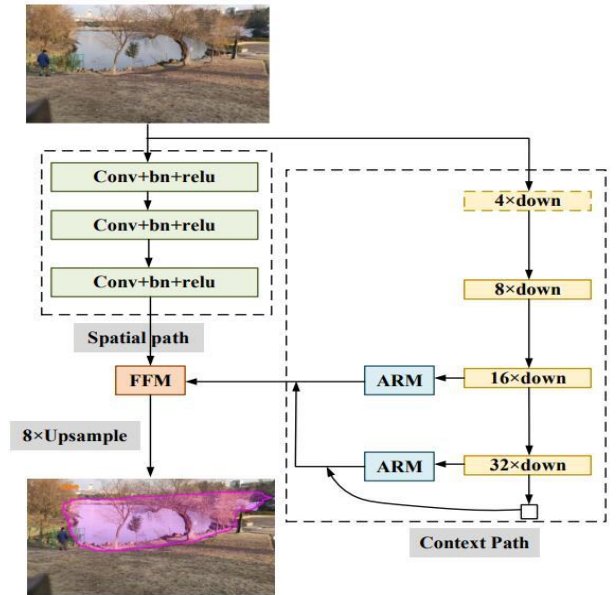 Conv+bn+relu
Conv+bn+relu
Conv+bn+relu
Spatial path
FFM
8×Upsample
4×down
8×down
16×down
ARM
32×down
ARM
Context Path